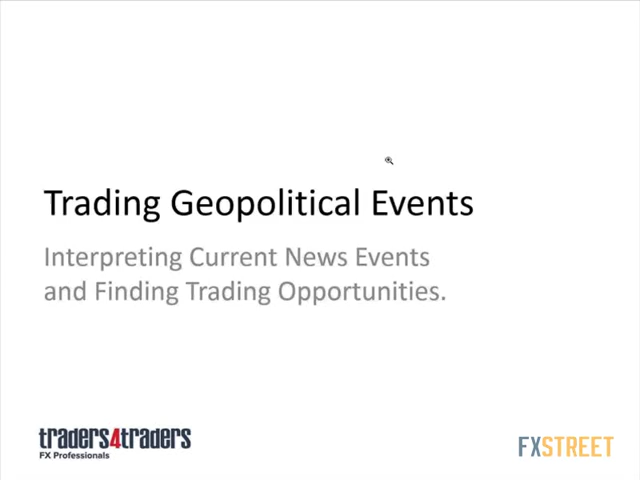 Trading Geopolitical Events
Interpreting Current News Events
and Finding Trading Opportunities.
traders4traders
FX Professionals
FXSTREET